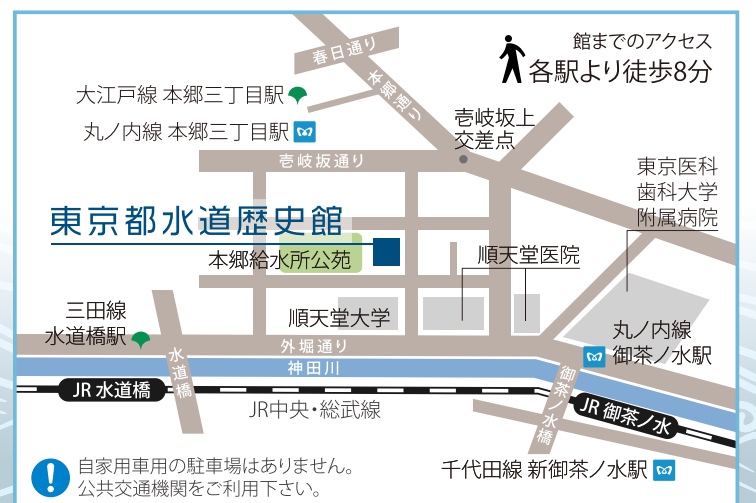 館までのアクセス
各駅より徒歩8分
春日通り
本郷通り
大江戸線 本郷三丁目駅
丸ノ内線 本郷三丁目駅
壱岐坂上
交差点
壱岐坂通り
東京医科
歯科大学
附属病院
東京都水道歴史館
本郷給水所公苑
順天堂医院
順天堂大学
三田線
水道橋駅
外堀通り
丸ノ内線
御茶ノ水駅
水道橋
神田川
JR 水道橋
御茶ノ水橋
JR 御茶ノ水
JR中央・総武線
千代田線 新御茶ノ水駅
自家用車用の駐車場はありません。
公共交通機関をご利用下さい。